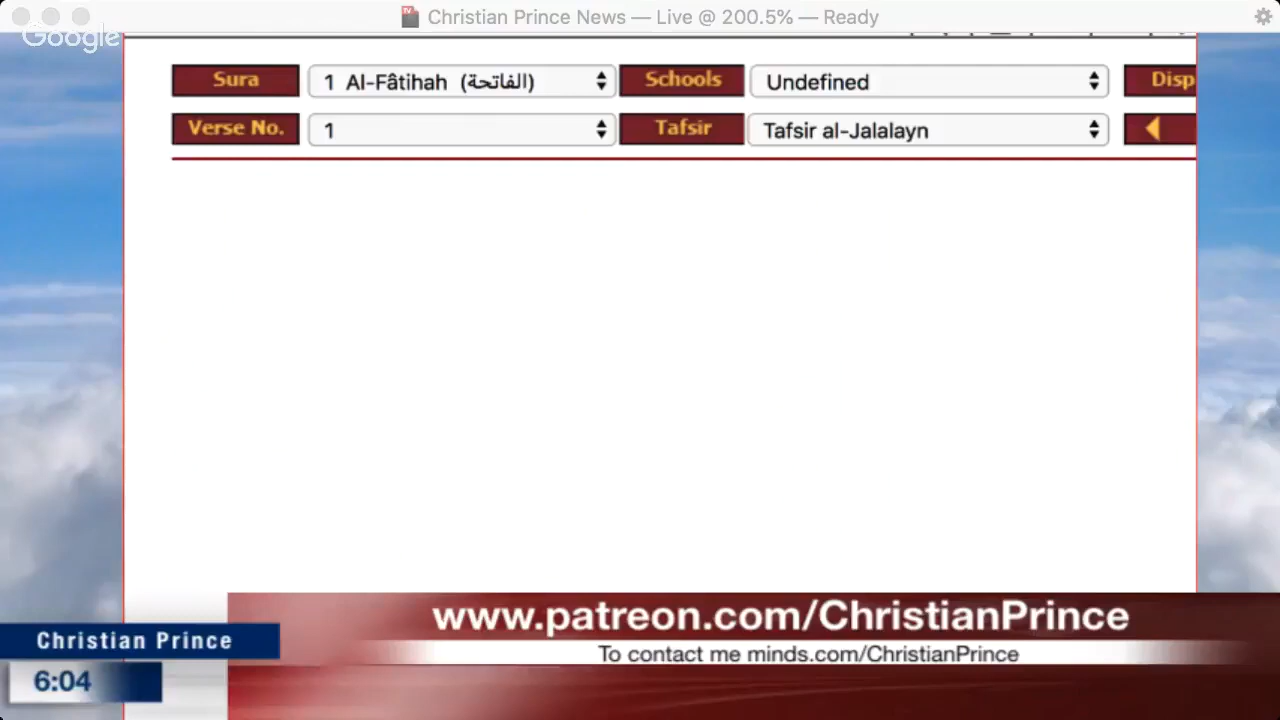 Christian Prince News — Live @ 200.5% — Ready
Google
Sura 1 Al-Fâtihah (الفاتحة) Schools Undefined Disp
Verse No. 1 Tafsir Tafsir al-Jalalayn
www.patreon.com/ChristianPrince
Christian Prince
To contact me minds.com/ChristianPrince
6:04